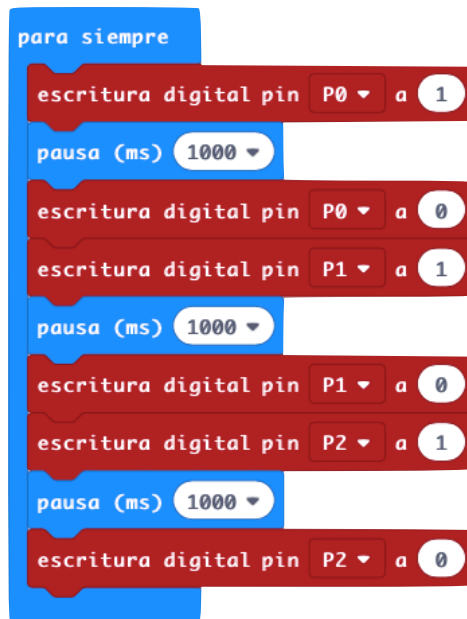 para siempre
escritura digital pin P0 a 1
pausa (ms) 1000
escritura digital pin P0 a 0
escritura digital pin P1 a 1
pausa (ms) 1000
escritura digital pin P1 a 0
escritura digital pin P2 a 1
pausa (ms) 1000
escritura digital pin P2 a 0